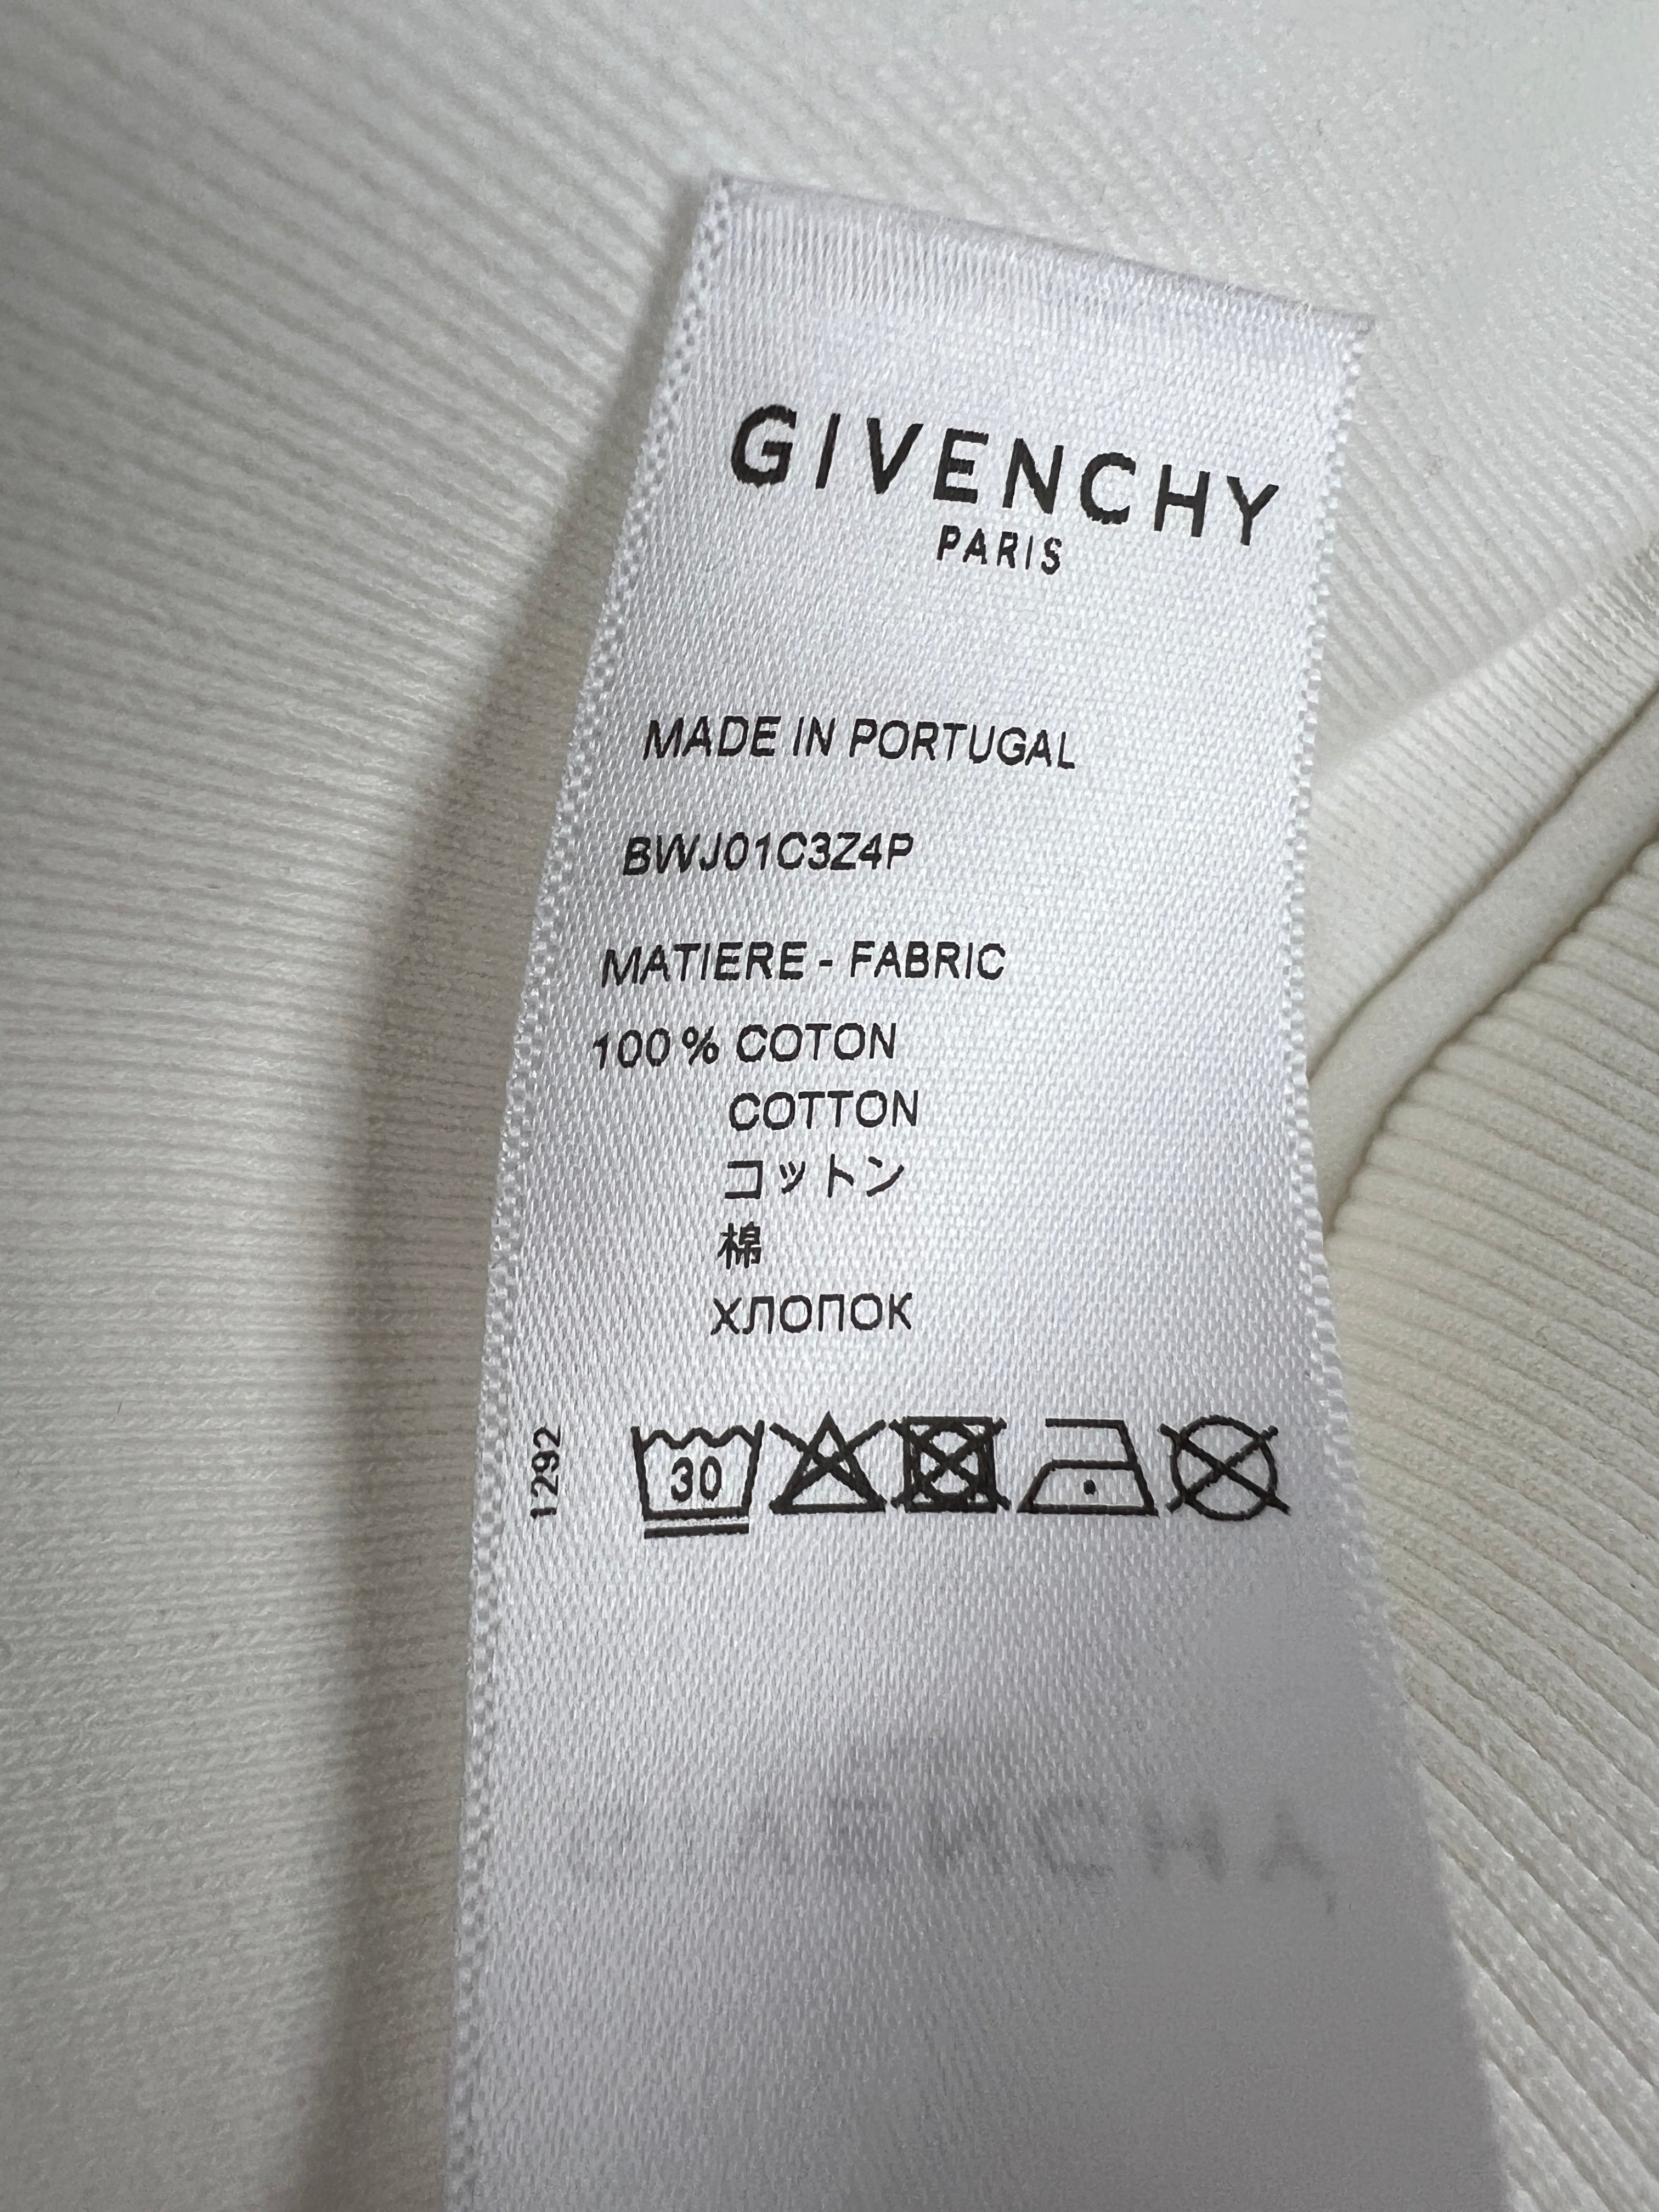 GIVENCHY
PARIS
MADE IN PORTUGAL
BWJ01C3Z4P
MATIERE - FABRIC
100 % COTON
COTTON
コットン
棉
ХЛОПОК
1292
30